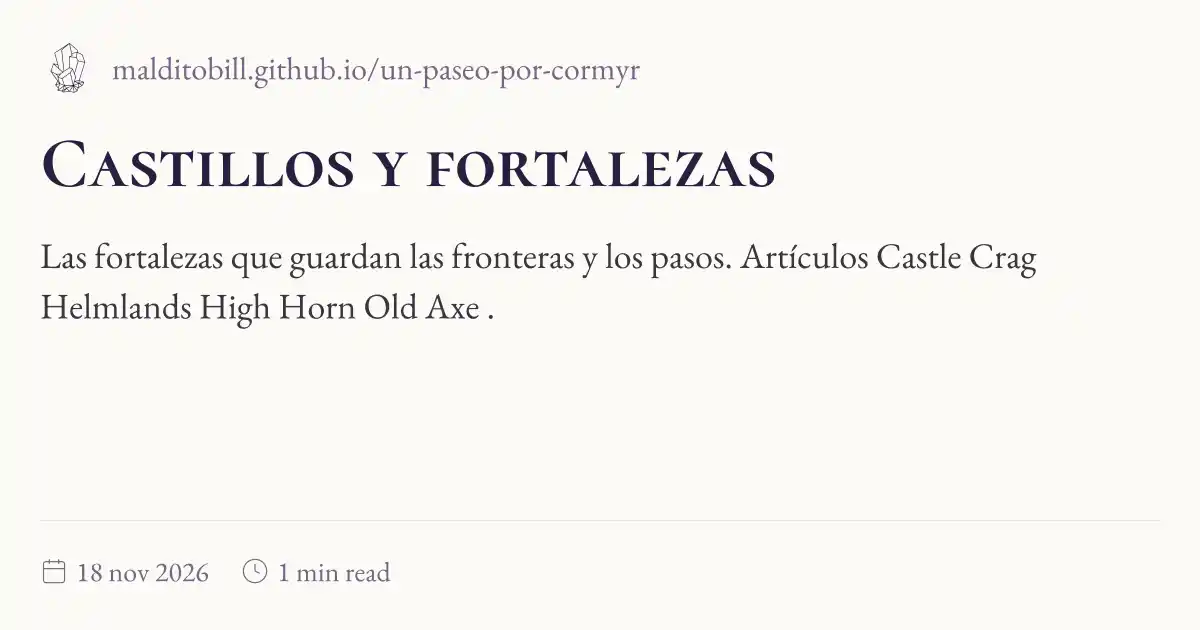 malditobill.github.io/un-paseo-por-cormyr
Castillos y fortalezas
Las fortalezas que guardan las fronteras y los pasos. Artículos Castle Crag
Helmlands High Horn Old Axe .
18 nov 2026 1 min read